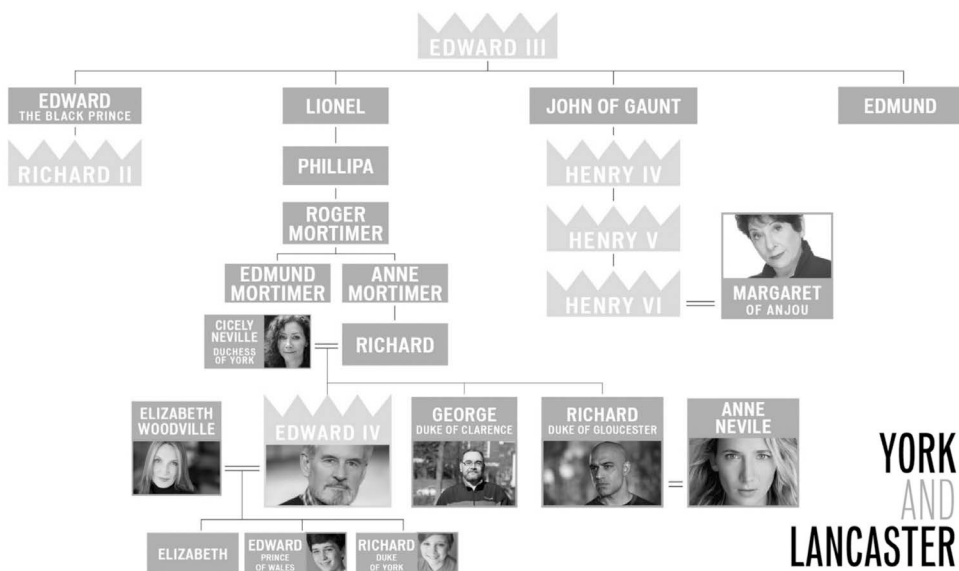 EDWARD III
EDWARD
THE BLACK PRINCE
LIONEL
JOHN OF GAUNT
EDMUND
RICHARD II
PHILLIPA
HENRY IV
ROGER
MORTIMER
HENRY V
EDMUND
MORTIMER
ANNE
MORTIMER
HENRY VI
MARGARET
OF ANJOU
CICELY
NEVILLE
DUCHESS
OF YORK
RICHARD
ELIZABETH
WOODVILLE
EDWARD IV
GEORGE
DUKE OF CLARENCE
RICHARD
DUKE OF GLOUCESTER
ANNE
NEVILE
ELIZABETH
EDWARD
PRINCE
OF WALES
RICHARD
DUKE
OF YORK
YORK
AND
LANCASTER